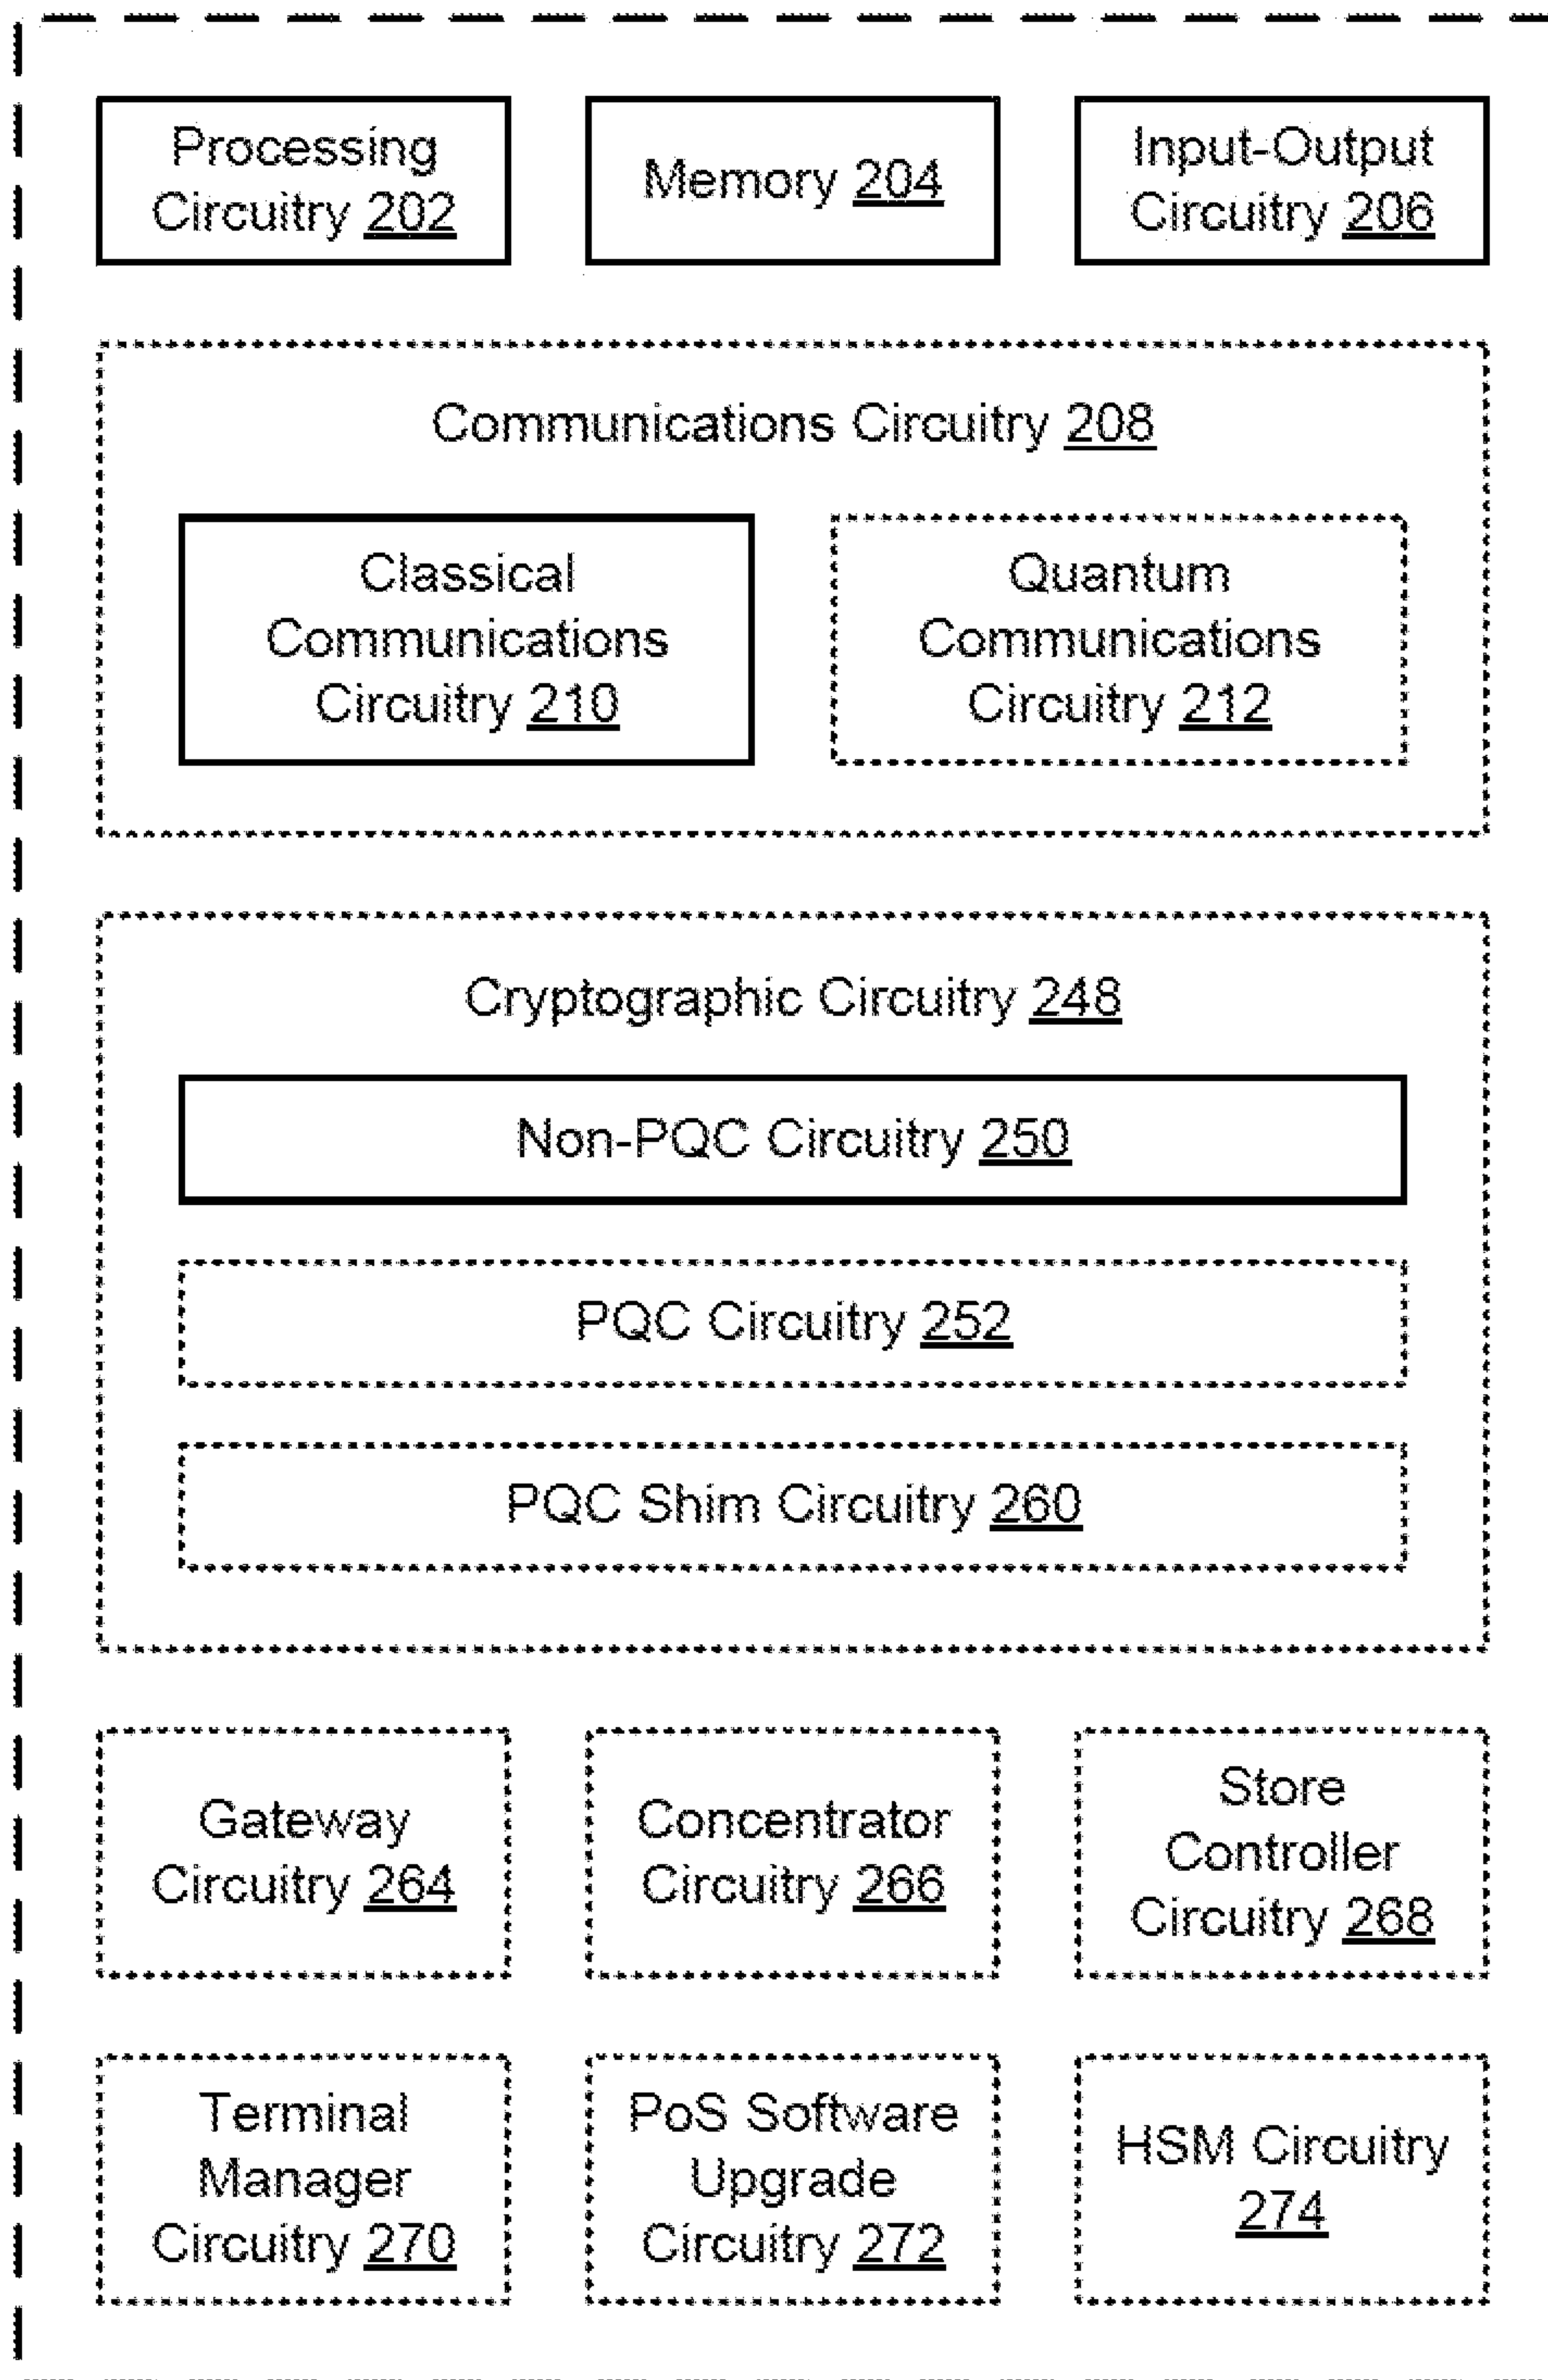 Processing
Circuitry 202
Memory 204
Input-Output
Circuitry 206
Communications Circuitry 208
Classical
Communications
Circuitry 210
Quantum
Communications
Circuitry 212
Cryptographic Circuitry 248
Non-PQC Circuitry 250
PQC Circuitry 252
PQC Shim Circuitry 260
Gateway
Circuitry 264
Concentrator
Circuitry 266
Store
Controller
Circuitry 268
Terminal
Manager
Circuitry 270
PoS Software
Upgrade
Circuitry 272
HSM Circuitry
274